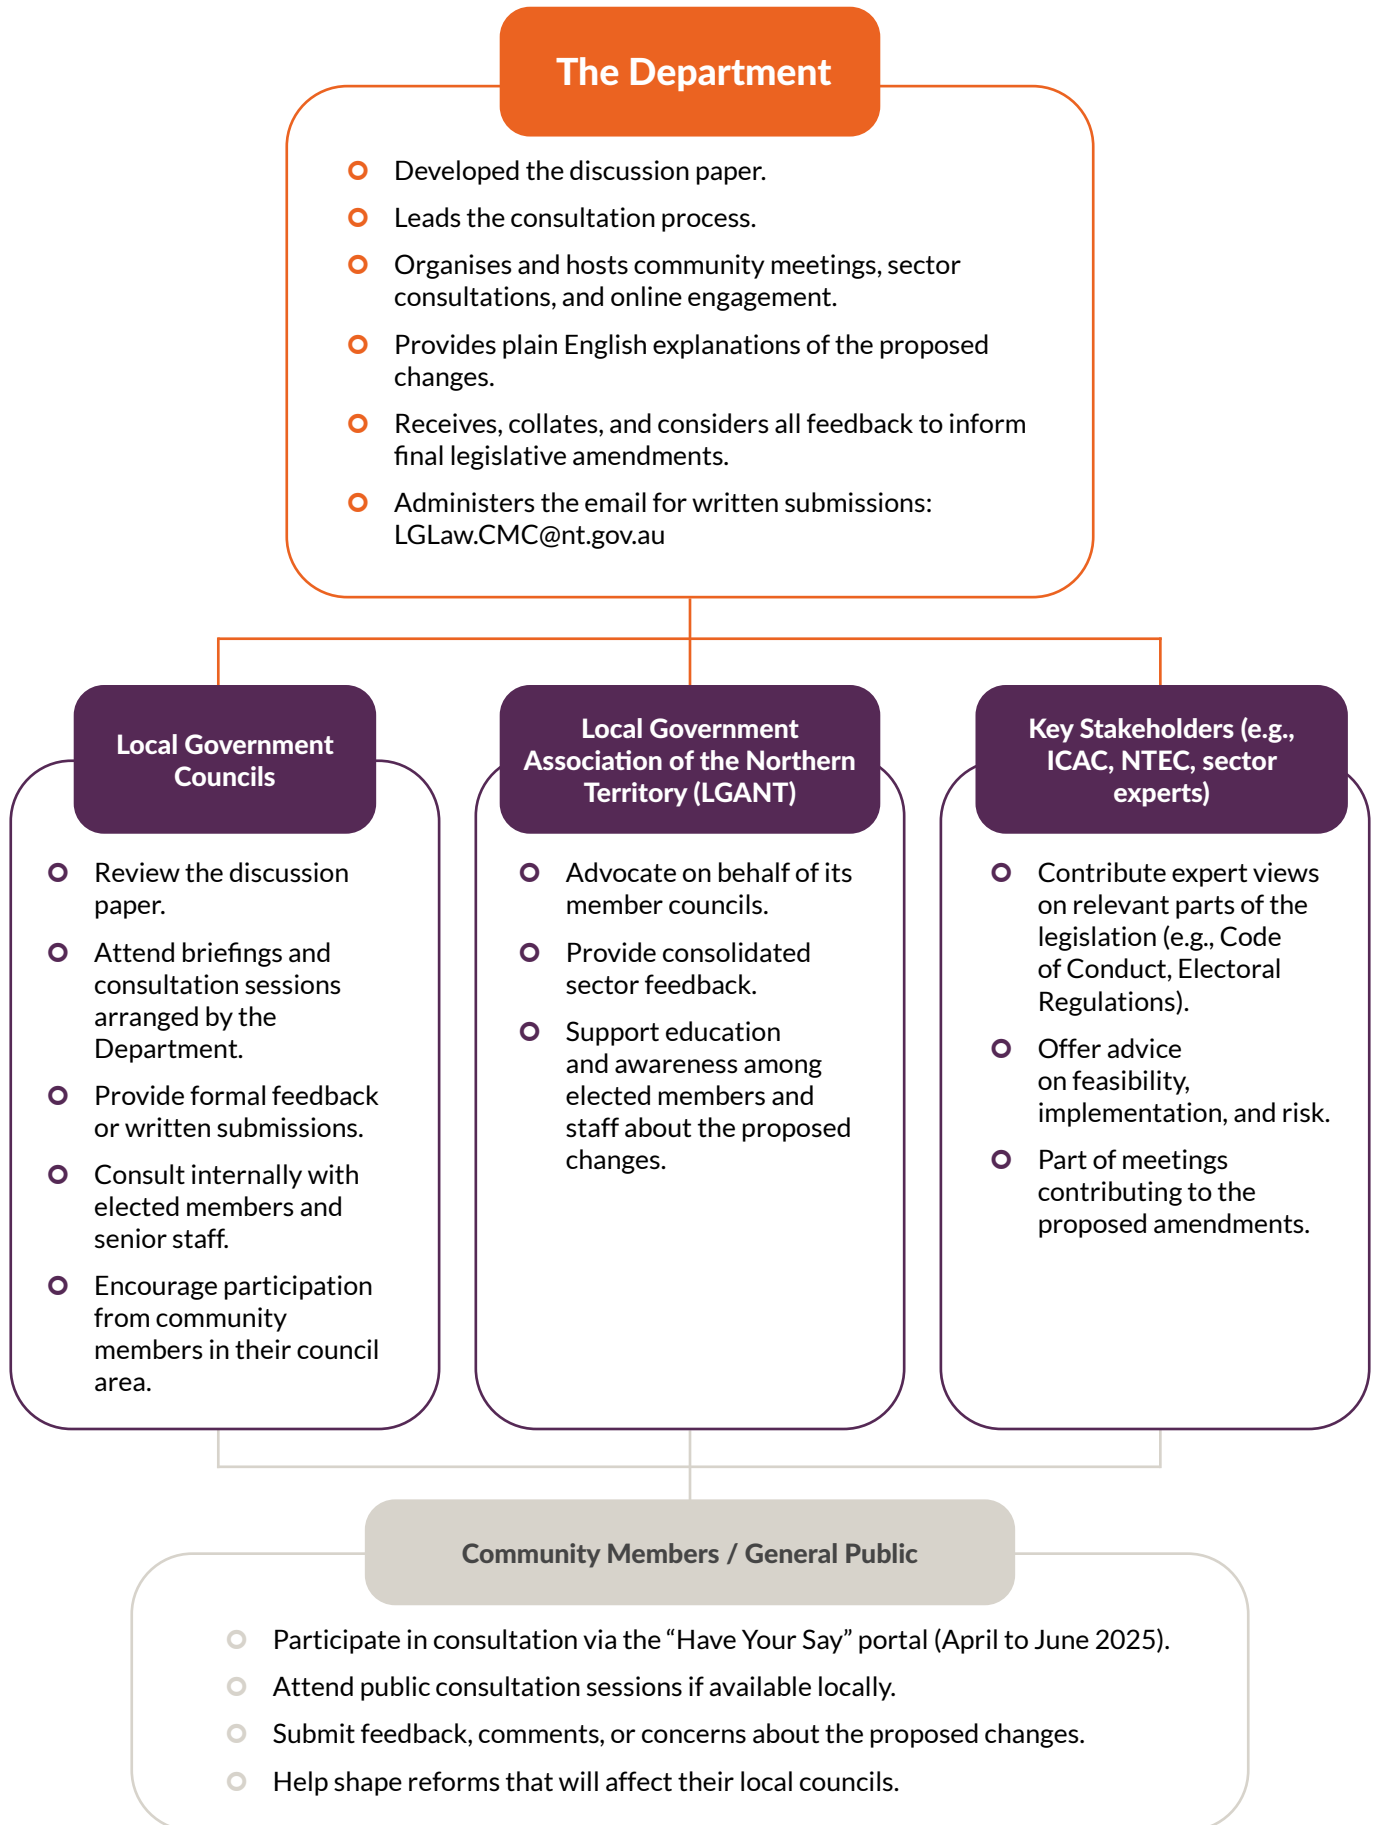 The Department
Developed the discussion paper.
Leads the consultation process.
Organises and hosts community meetings, sector
consultations, and online engagement.
Provides plain English explanations of the proposed
changes.
Receives, collates, and considers all feedback to inform
final legislative amendments.
Administers the email for written submissions:
LGLaw.CMC@nt.gov.au
Local Government
Councils
Review the discussion
paper.
Attend briefings and
consultation sessions
arranged by the
Department.
Provide formal feedback
or written submissions.
Consult internally with
elected members and
senior staff.
Encourage participation
from community
members in their council
area.
Local Government
Association of the Northern
Territory (LGANT)
Advocate on behalf of its
member councils.
Provide consolidated
sector feedback.
Support education
and awareness among
elected members and
staff about the proposed
changes.
Key Stakeholders (e.g.,
ICAC, NTEC, sector
experts)
Contribute expert views
on relevant parts of the
legislation (e.g., Code
of Conduct, Electoral
Regulations).
Offer advice
on feasibility,
implementation, and risk.
Part of meetings
contributing to the
proposed amendments.
Community Members / General Public
Participate in consultation via the “Have Your Say” portal (April to June 2025).
Attend public consultation sessions if available locally.
Submit feedback, comments, or concerns about the proposed changes.
Help shape reforms that will affect their local councils.